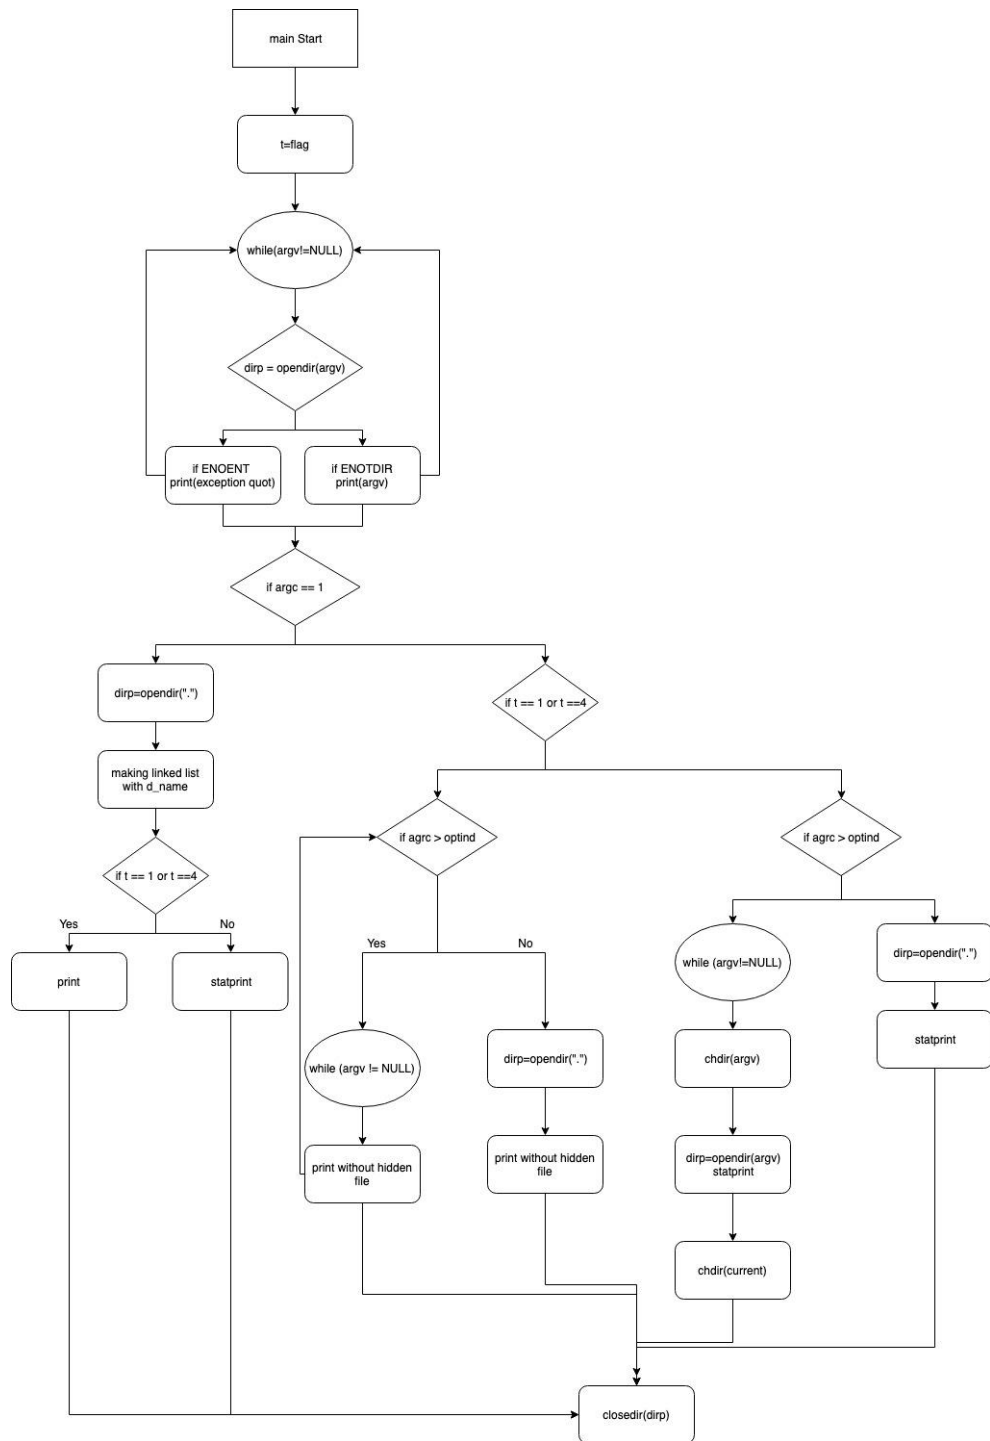 main Start
t=flag
while(argv!=NULL)
dirp = opendir(argv)
if ENOENT
print(exception quot)
if ENOTDIR
print(argv)
if argc == 1
dirp=opendir(".")
if t == 1 or t ==4
making linked list
with d_name
if agrc > optind
if agrc > optind
if t == 1 or t ==4
Yes
No
print
statprint
Yes
No
while (argv!=NULL)
dirp=opendir(".")
while (argv != NULL)
dirp=opendir(".")
chdir(argv)
statprint
print without hidden
file
print without hidden
file
dirp=opendir(argv)
statprint
chdir(current)
closedir(dirp)